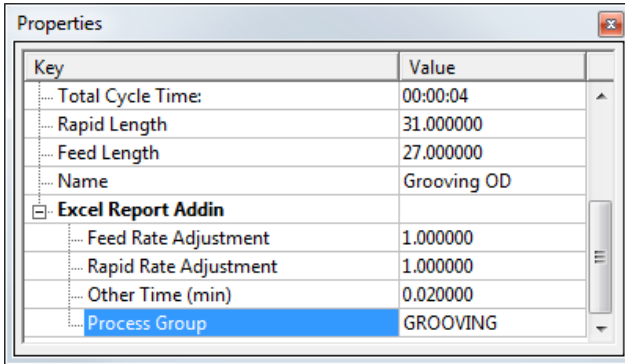 Properties
Key Value
Total Cycle Time: 00:00:04
Rapid Length 31.000000
Feed Length 27.000000
Name Grooving OD
Excel Report Addin
Feed Rate Adjustment 1.000000
Rapid Rate Adjustment 1.000000
Other Time (min) 0.020000
Process Group GROOVING